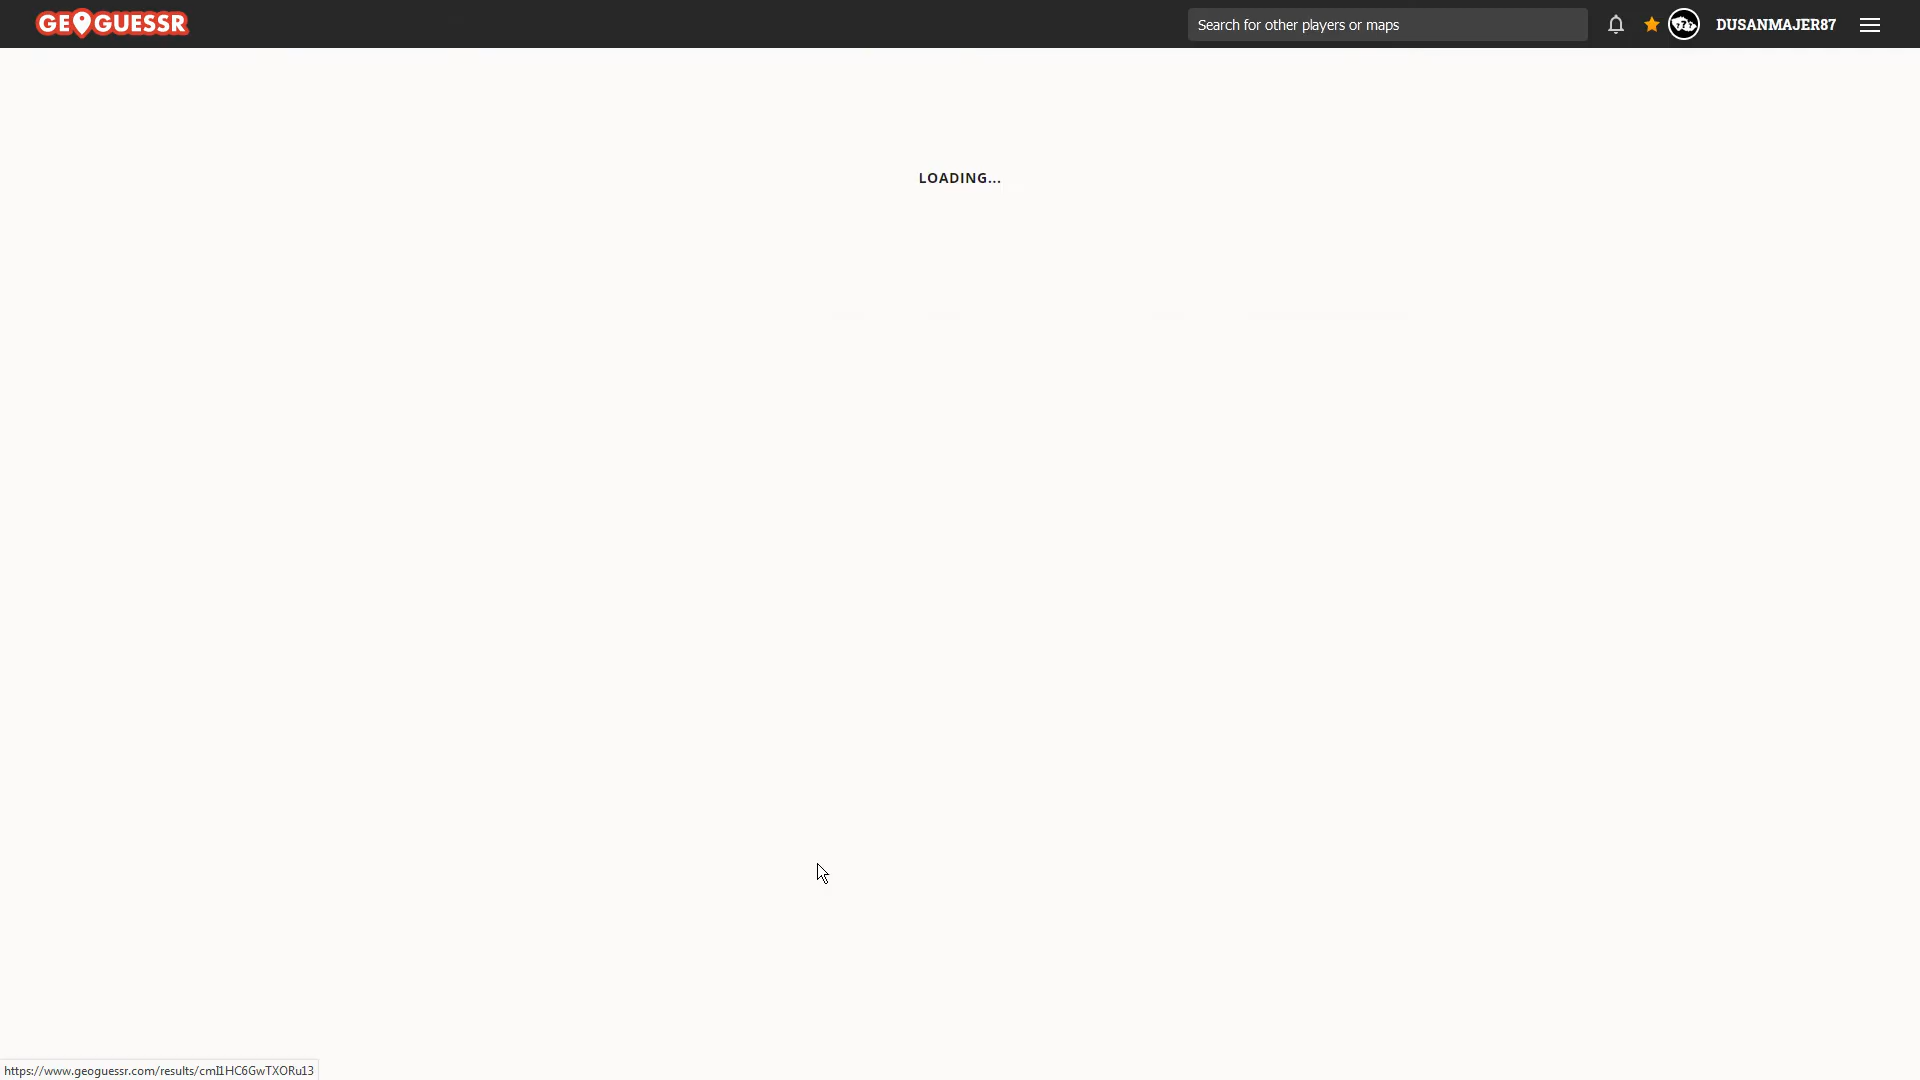 GEOGUESSR
Search for other players or maps
DUSANMAJER87
LOADING...
https://www.geoguessr.com/results/cmI1HC6GwTXORu13